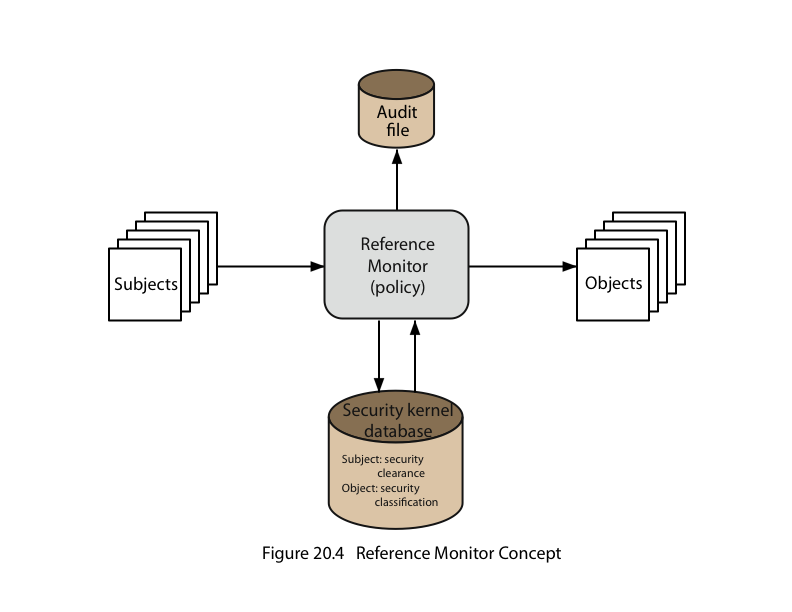 Audit
file
Reference
Monitor
(policy)
Subjects
Objects
Security kernel
database
Subject: security
clearance
Object: security
classification
Figure 20.4 Reference Monitor Concept